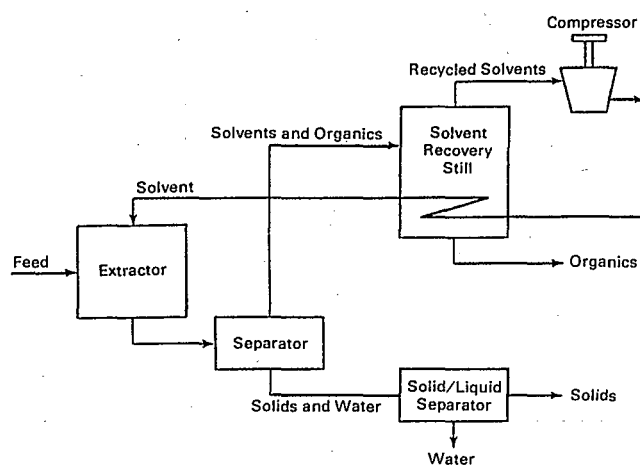 Compressor
Recycled Solvents
Solvents and Organics
Solvent
Recovery
Still
Solvent
Feed
Extractor
Organics
Separator
Solids and Water
Solid/Liquid
Separator
Solids
Water